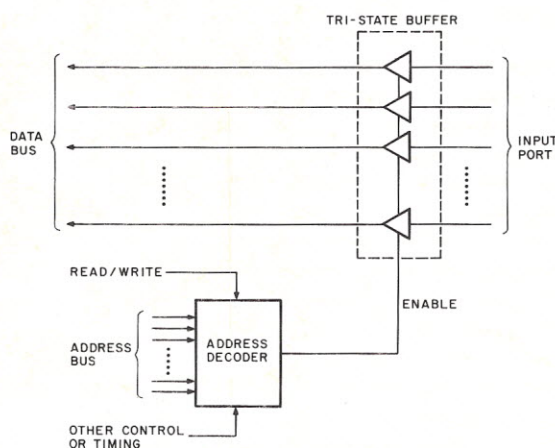 TRI-STATE BUFFER
DATA
BUS
INPUT
PORT
READ/WRITE
ENABLE
ADDRESS
BUS
ADDRESS
DECODER
OTHER CONTROL
OR TIMING